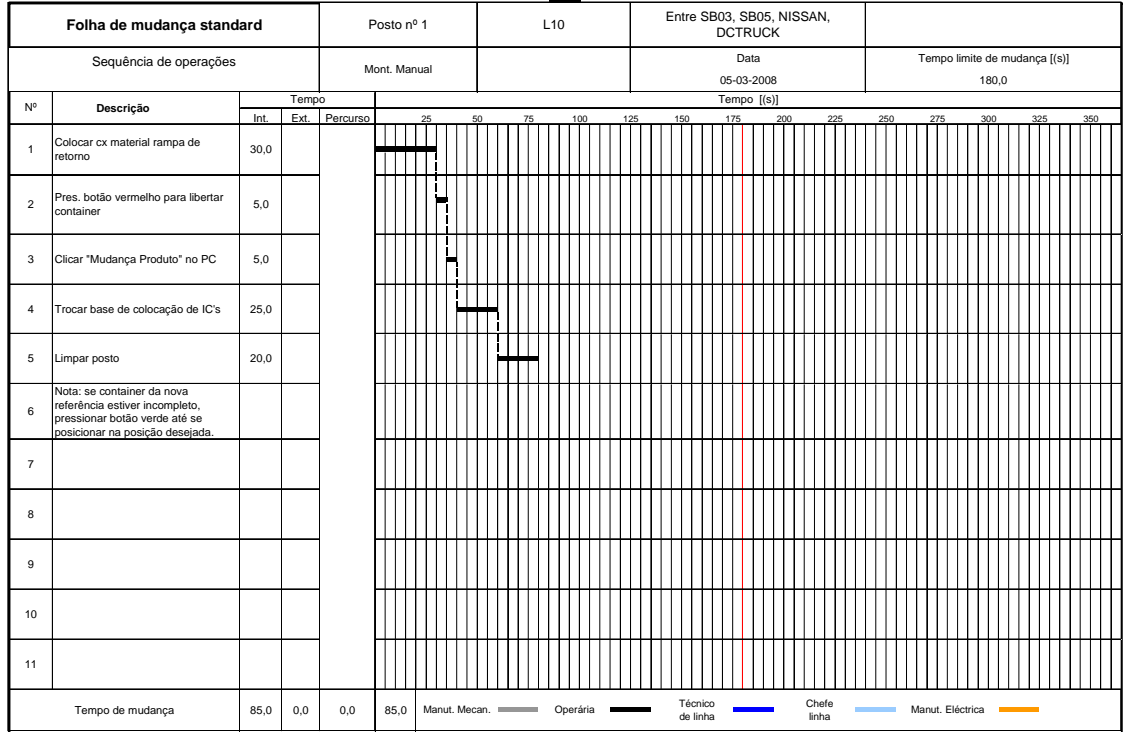 Folha de mudança standard
Posto nº 1
L10
Entre SB03, SB05, NISSAN,
DCTRUCK
Sequência de operações
Mont. Manual
Data
05-03-2008
Tempo limite de mudança [(s)]
180,0
Nº
Descrição
Tempo
Tempo [(s)]
Int.
Ext.
Percurso
25 50 75 100 125 150 175 200 225 250 275 300 325 350
1
Colocar cx material rampa de
retorno
30,0
2
Pres. botão vermelho para libertar
container
5,0
3
Clicar "Mudança Produto" no PC
5,0
4
Trocar base de colocação de IC's
25,0
5
Limpar posto
20,0
6
Nota: se container da nova
referência estiver incompleto,
pressionar botão verde até se
posicionar na posição desejada.
7
8
9
10
11
Tempo de mudança
85,0
0,0
0,0
85,0
Manut. Mecan.
Operária
Técnico
de linha
Chefe
linha
Manut. Eléctrica